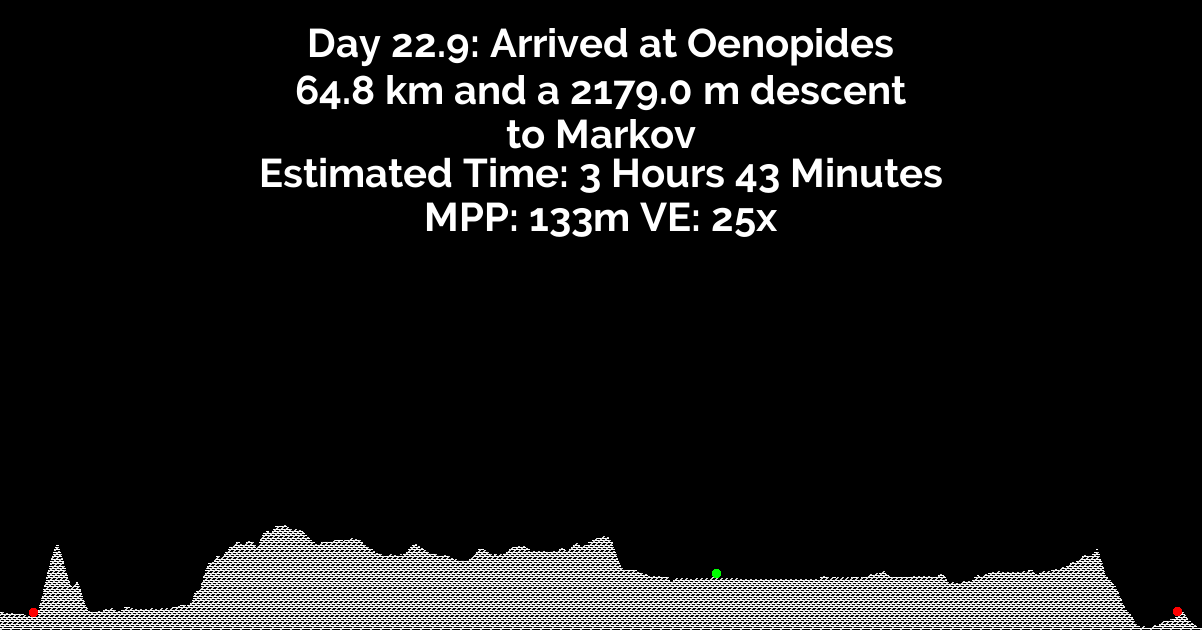 Day 22.9: Arrived at Oenopides
64.8 km and a 2179.0 m descent
to Markov
Estimated Time: 3 Hours 43 Minutes
MPP: 133m VE: 25x